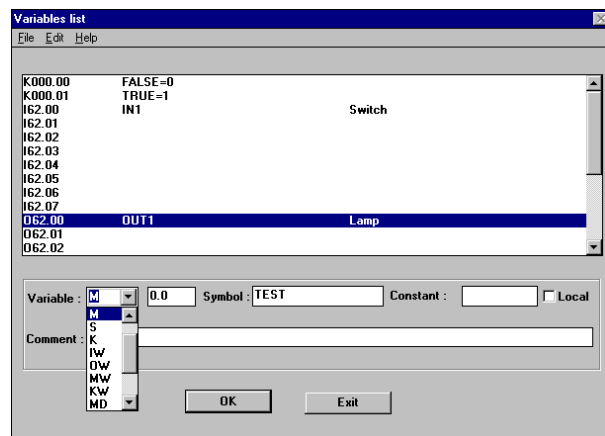 Variables list
File Edit Help
K000.00 FALSE=0
K000.01 TRUE=1
I62.00 IN1 Switch
I62.01
I62.02
I62.03
I62.04
I62.05
I62.06
I62.07
O62.00 OUT1 Lamp
O62.01
O62.02
Variable : M 0.0 Symbol : TEST Constant : Local
M
S
Comment : K
IW
OW
MW
KW
MD
OK Exit